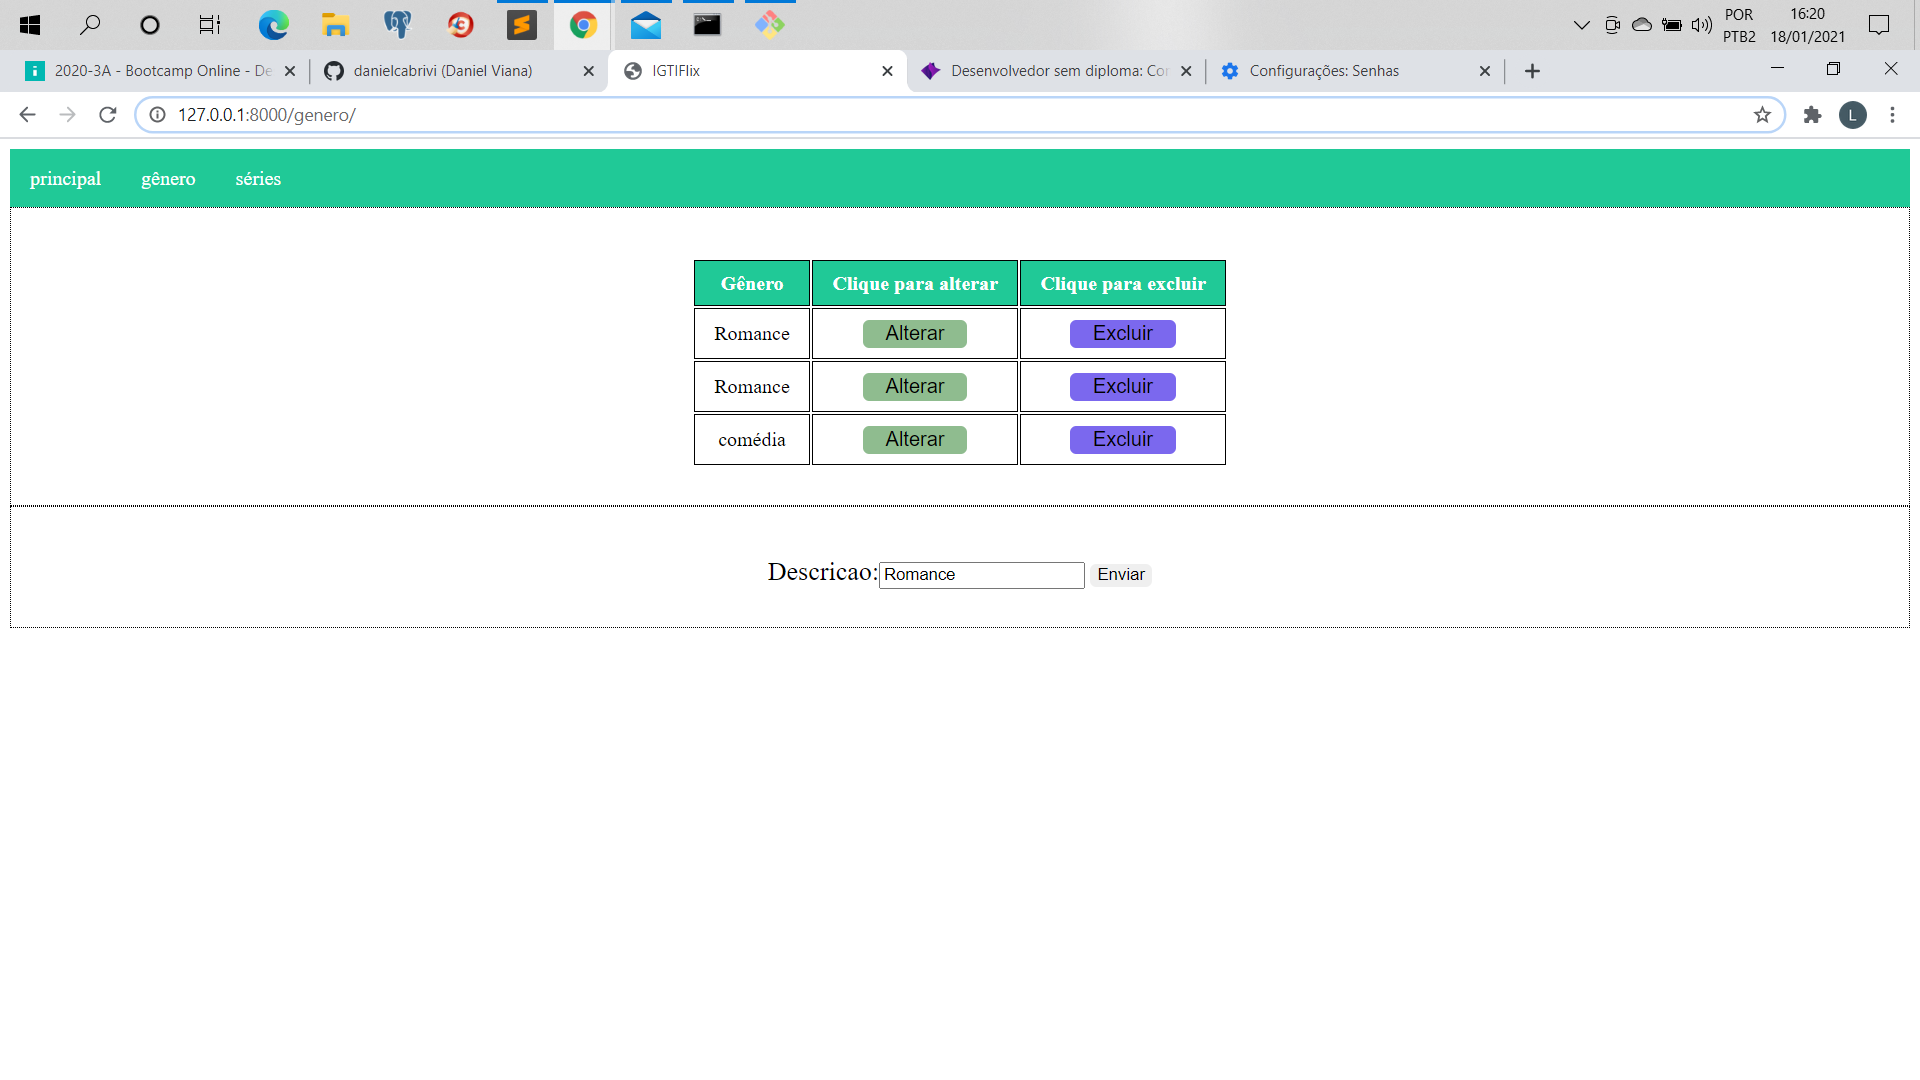 POR
16:20
PTB2
18/01/2021
2020-3A - Bootcamp Online - De
danielcabrivi (Daniel Viana)
IGTIFlix
Desenvolvedor sem diploma: Cor
Configurações: Senhas
127.0.0.1:8000/genero/
L
principal gênero séries
Gênero Clique para alterar Clique para excluir
Romance Alterar Excluir
Romance Alterar Excluir
comédia Alterar Excluir
Descricao: Romance Enviar